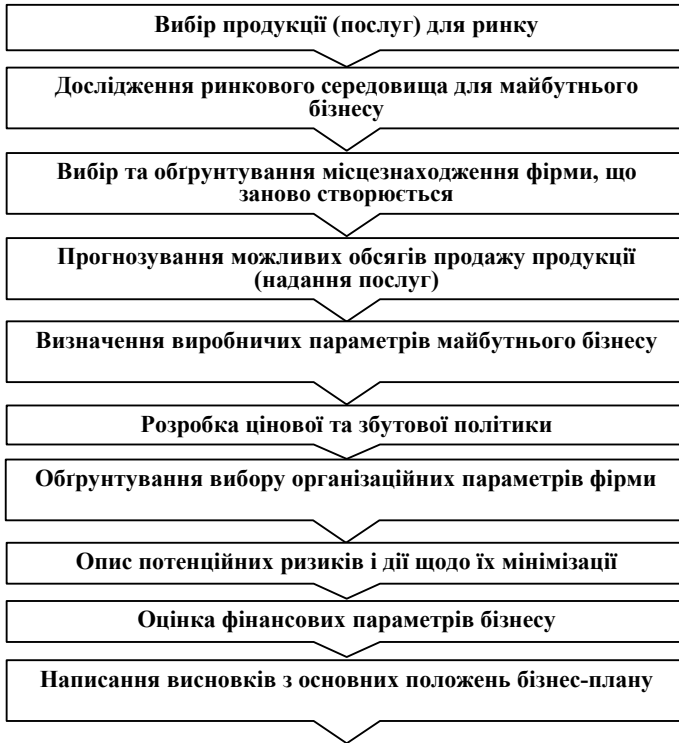 Вибір продукції (послуг) для ринку
Дослідження ринкового середовища для майбутнього
бізнесу
Вибір та обґрунтування місцезнаходження фірми, що
заново створюється
Прогнозування можливих обсягів продажу продукції
(надання послуг)
Визначення виробничих параметрів майбутнього бізнесу
Розробка цінової та збутової політики
Обґрунтування вибору організаційних параметрів фірми
Опис потенційних ризиків і дії щодо їх мінімізації
Оцінка фінансових параметрів бізнесу
Написання висновків з основних положень бізнес-плану